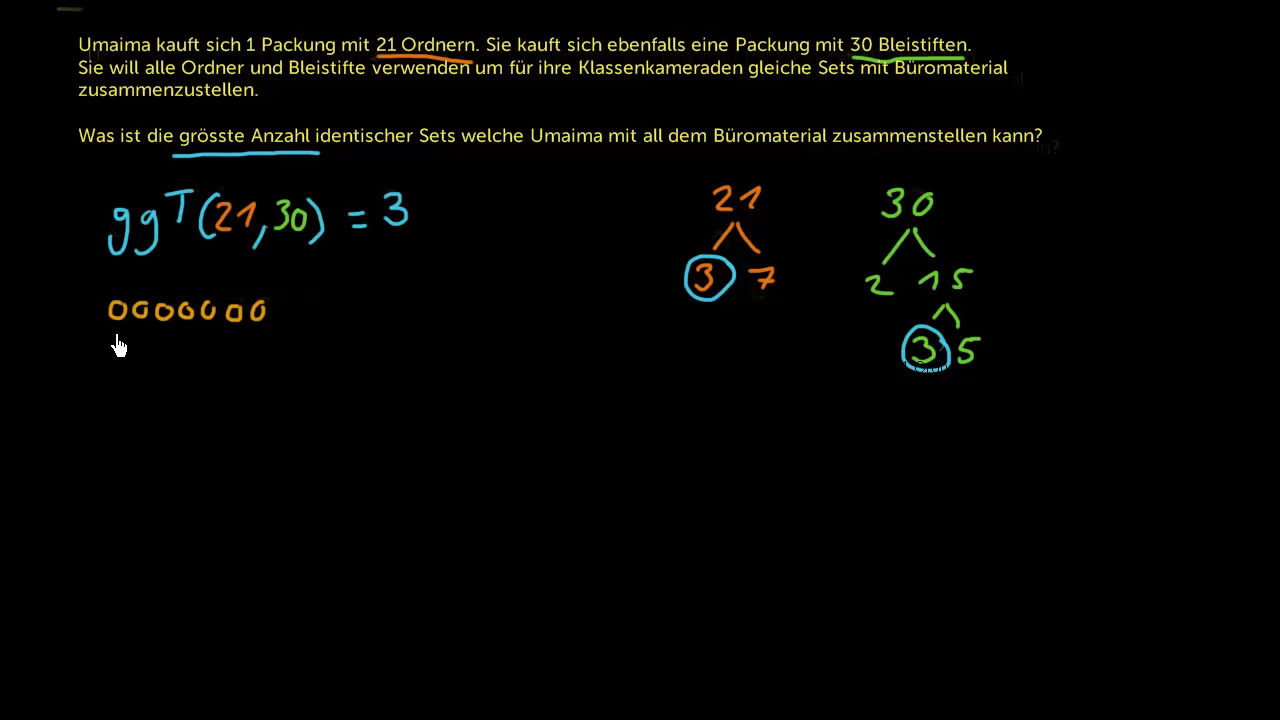 Umaima kauft sich 1 Packung mit 21 Ordnern. Sie kauft sich ebenfalls eine Packung mit 30 Bleistiften.
Sie will alle Ordner und Bleistifte verwenden um für ihre Klassenkameraden gleiche Sets mit Büromaterial
zusammenzustellen.
Was ist die grösste Anzahl identischer Sets welche Umaima mit all dem Büromaterial zusammenstellen kann?
ggT(21,30) = 3
21
3 7
30
2 15
3 5
0000000